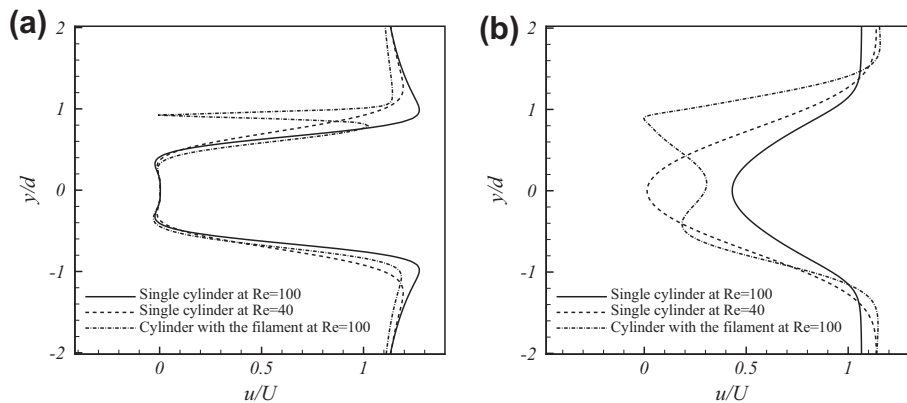 (a)
2
1
0
-1
-2
y/d
Single cylinder at Re=100
Single cylinder at Re=40
Cylinder with the filament at Re=100
0
0.5
1
u/U
(b)
2
1
0
-1
-2
y/d
Single cylinder at Re=100
Single cylinder at Re=40
Cylinder with the filament at Re=100
0
0.5
1
u/U